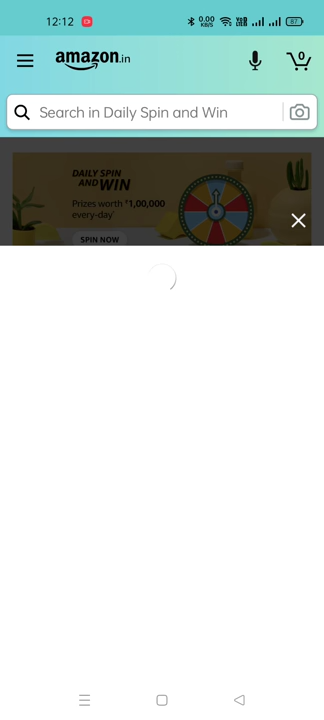 12:12
0.00
KB/S
87
amazon.in
0
Search in Daily Spin and Win
DAILY SPIN
AND WIN
Prizes worth ₹1,00,000
every-day*
SPIN NOW